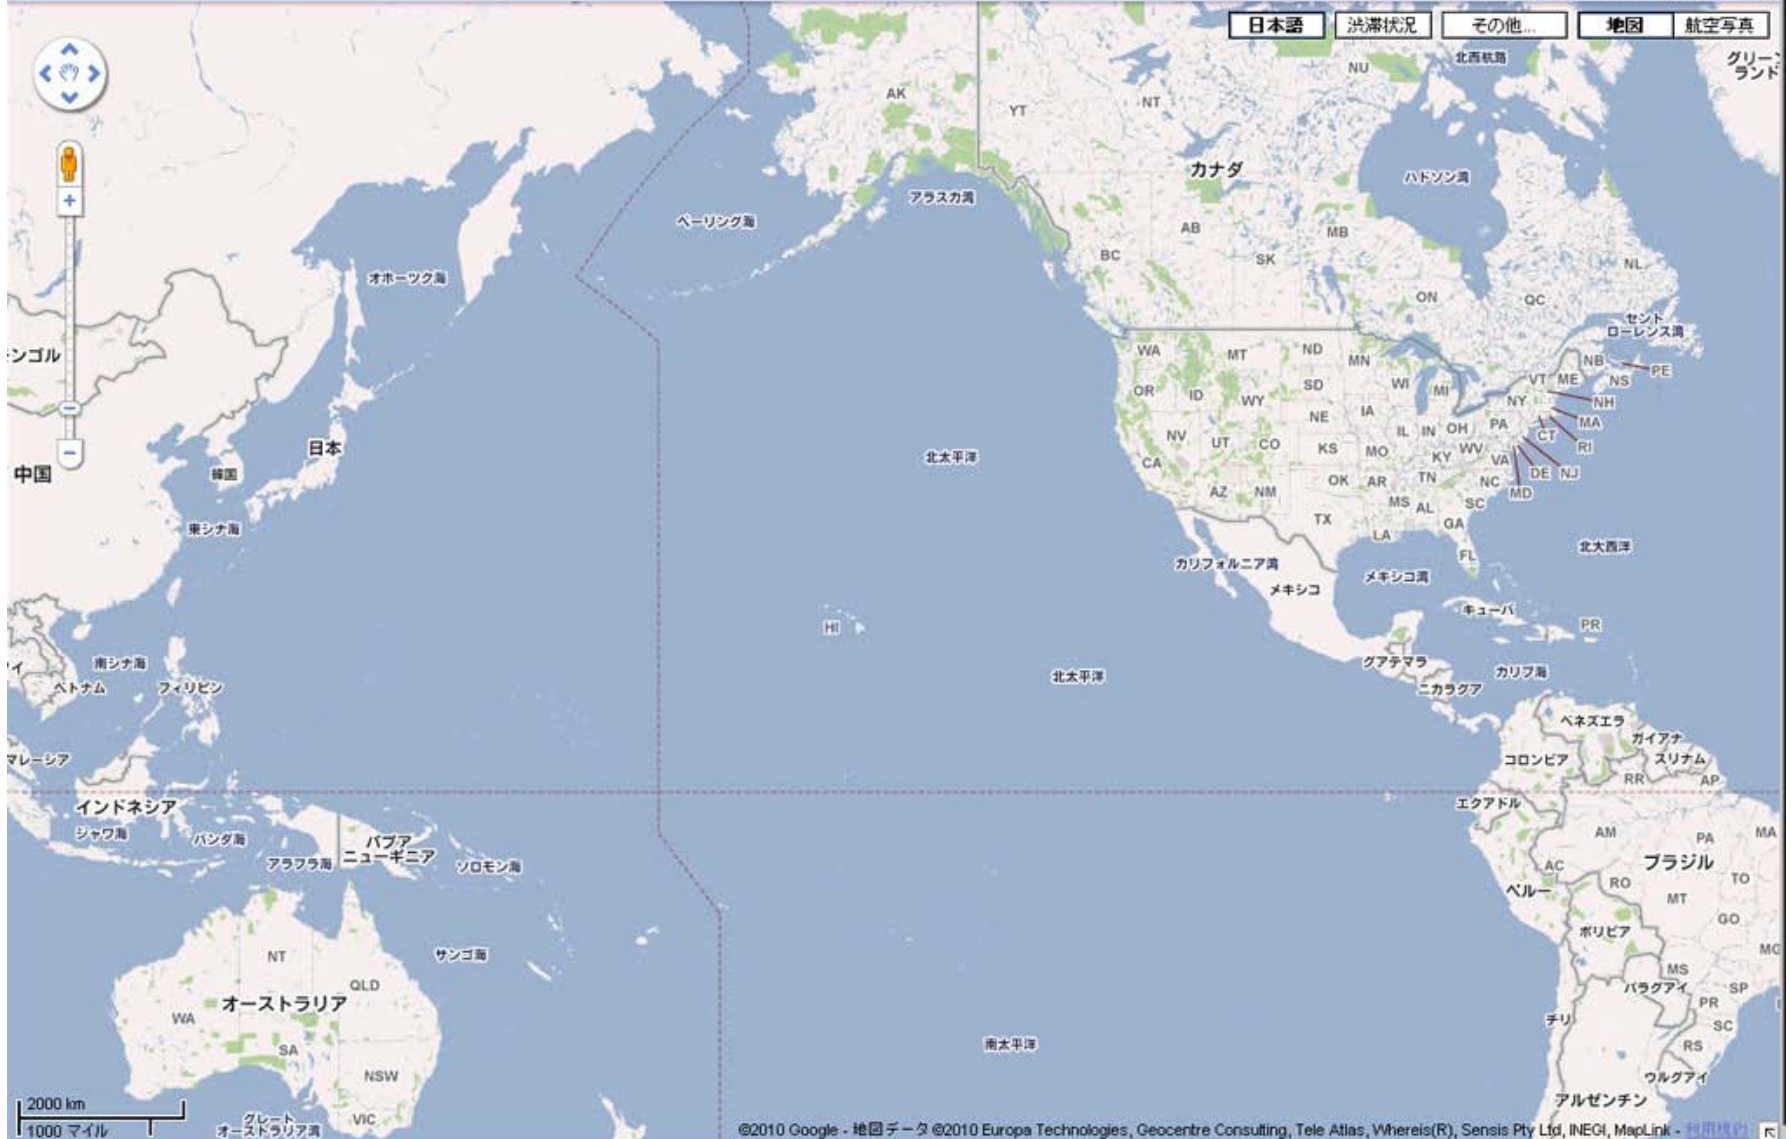 日本語 渋滞状況 その他... 地図 航空写真
北西航路
NU
AK
YT
NT
カナダ
ハドソン湾
アラスカ湾
ベーリング海
AB
MB
BC
SK
NL
オホーツク海
ON
QC
セント
ローレンス湾
ンゴル
WA
MT
ND
MN
NB
PE
OR
ID
WY
SD
WI
MI
VT
ME
NS
NH
NY
NE
IA
IL
IN
OH
PA
CT
MA
RI
NV
UT
CO
KS
MO
KY
WV
VA
DE
NJ
MD
CA
AZ
NM
OK
AR
TN
NC
SC
TX
MS
AL
GA
LA
FL
日本
韓国
中国
北太平洋
東シナ海
北大西洋
カリフォルニア湾
メキシコ湾
メキシコ
キューバ
PR
HI
南シナ海
ベトナム
フィリピン
イ
北太平洋
グアテマラ
カリブ海
ニカラグア
ベネズエラ
ガイアナ
スリナム
コロンビア
RR
AP
マレーシア
インドネシア
エクアドル
ジャワ海
バンダ海
アラフラ海
パプア
ニューギニア
ソロモン海
AM
PA
MA
ブラジル
AC
RO
TO
ペルー
MT
GO
ボリビア
MG
サンゴ海
NT
QLD
オーストラリア
WA
SA
NSW
VIC
MS
パラグアイ
SP
PR
SC
チリ
RS
ウルグアイ
アルゼンチン
南太平洋
2000 km
1000 マイル
グレート
オーストラリア湾
©2010 Google - 地図データ ©2010 Europa Technologies, Geocentre Consulting, Tele Atlas, Whereis(R), Sensis Pty Ltd, INEGI, MapLink - 利用規約